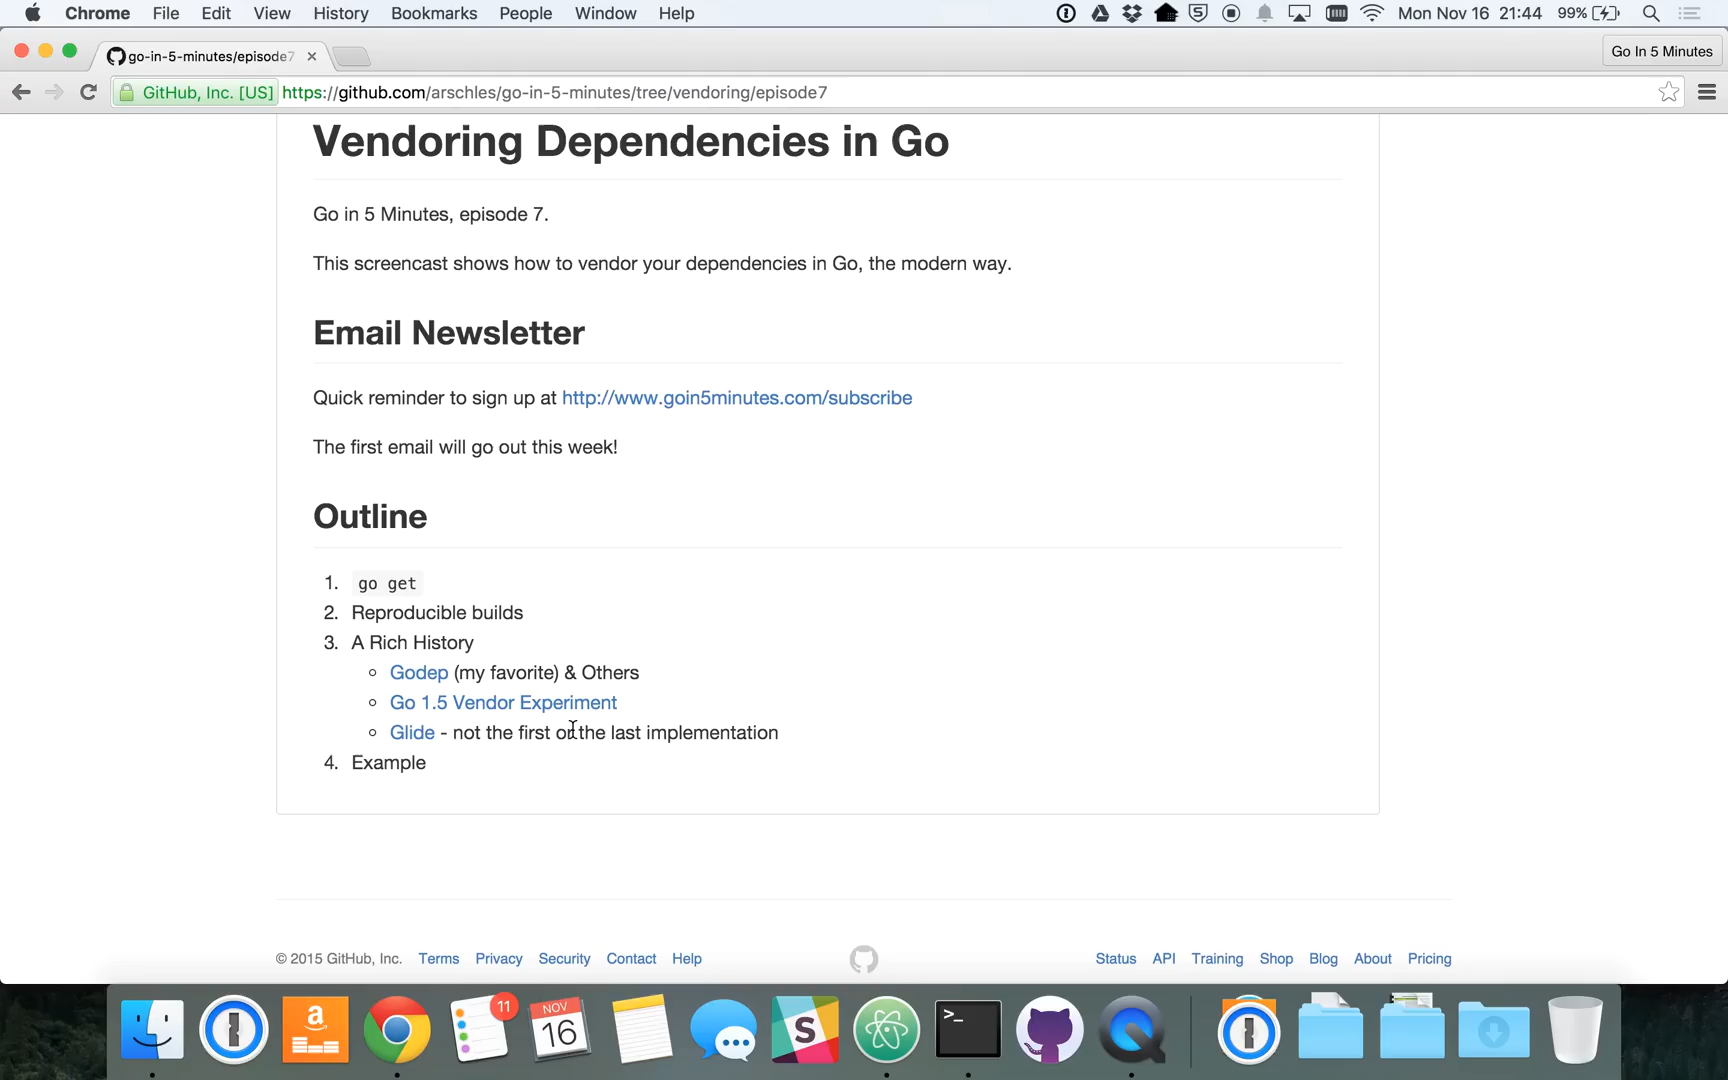 Chrome File Edit View History Bookmarks People Window Help Mon Nov 16 21:44 99%
go-in-5-minutes/episode7 Go In 5 Minutes
GitHub, Inc. [US] https://github.com/arschles/go-in-5-minutes/tree/vendoring/episode7
Vendoring Dependencies in Go
Go in 5 Minutes, episode 7.
This screencast shows how to vendor your dependencies in Go, the modern way.
Email Newsletter
Quick reminder to sign up at http://www.goin5minutes.com/subscribe
The first email will go out this week!
Outline
1. go get
2. Reproducible builds
3. A Rich History
Godep (my favorite) & Others
Go 1.5 Vendor Experiment
Glide - not the first or the last implementation
4. Example
© 2015 GitHub, Inc. Terms Privacy Security Contact Help Status API Training Shop Blog About Pricing
11
NOV
16
a
S
>_